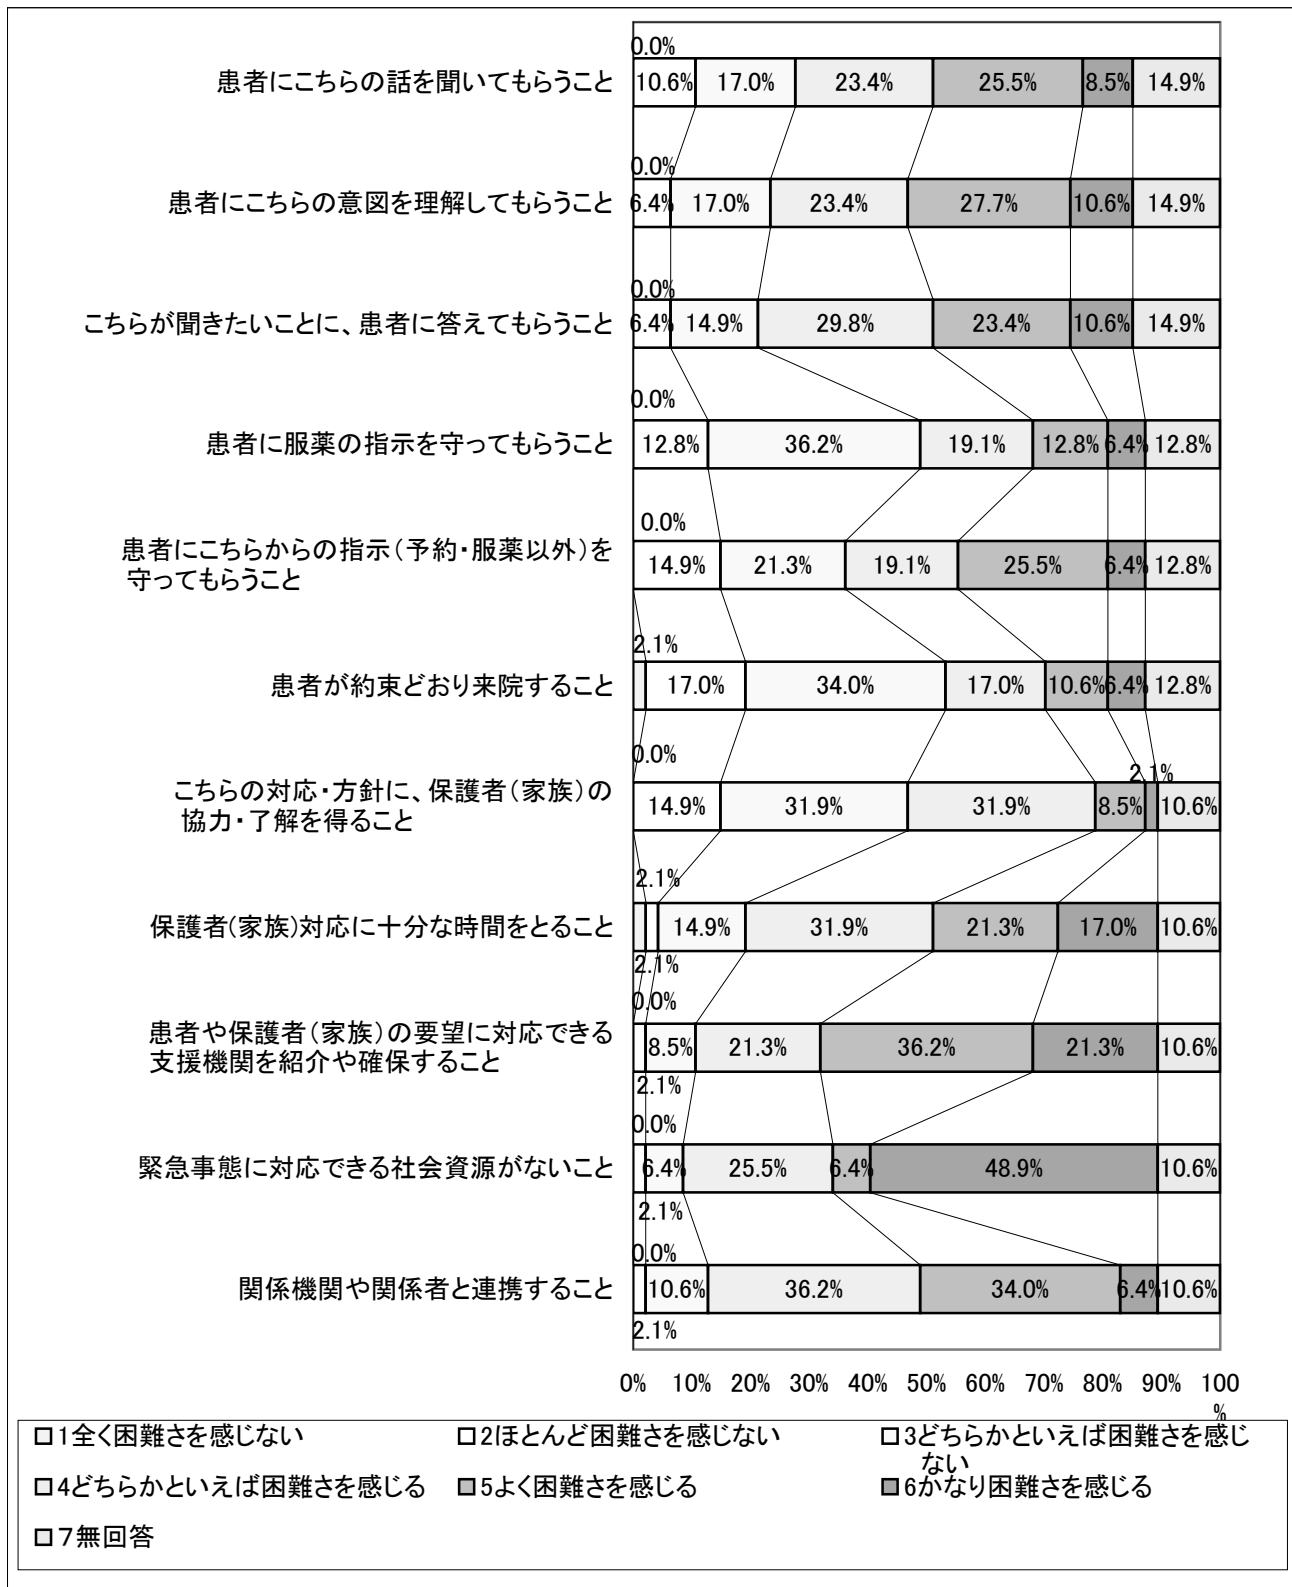 0.0%
患者にこちらの話を聞いてもらうこと
10.6% 17.0% 23.4% 25.5% 8.5% 14.9%
0.0%
患者にこちらの意図を理解してもらうこと
6.4% 17.0% 23.4% 27.7% 10.6% 14.9%
0.0%
こちらが聞きたいことに、患者に答えてもらうこと
6.4% 14.9% 29.8% 23.4% 10.6% 14.9%
0.0%
患者に服薬の指示を守ってもらうこと
12.8% 36.2% 19.1% 12.8% 6.4% 12.8%
0.0%
患者にこちらからの指示（予約・服薬以外）を
守ってもらうこと
14.9% 21.3% 19.1% 25.5% 6.4% 12.8%
2.1%
患者が約束どおり来院すること
17.0% 34.0% 17.0% 10.6% 6.4% 12.8%
0.0%
2.1%
こちらの対応・方針に、保護者（家族）の
協力・了解を得ること
14.9% 31.9% 31.9% 8.5% 10.6%
2.1%
保護者(家族)対応に十分な時間をとること
14.9% 31.9% 21.3% 17.0% 10.6%
2.1%
0.0%
患者や保護者（家族）の要望に対応できる
支援機関を紹介や確保すること
8.5% 21.3% 36.2% 21.3% 10.6%
2.1%
0.0%
緊急事態に対応できる社会資源がないこと
6.4% 25.5% 6.4% 48.9% 10.6%
2.1%
0.0%
関係機関や関係者と連携すること
10.6% 36.2% 34.0% 6.4% 10.6%
2.1%
0% 10% 20% 30% 40% 50% 60% 70% 80% 90% 100
%
1全く困難さを感じない 2ほとんど困難さを感じない 3どちらかといえば困難さを感じ
ない
4どちらかといえば困難さを感じる 5よく困難さを感じる 6かなり困難さを感じる
７無回答